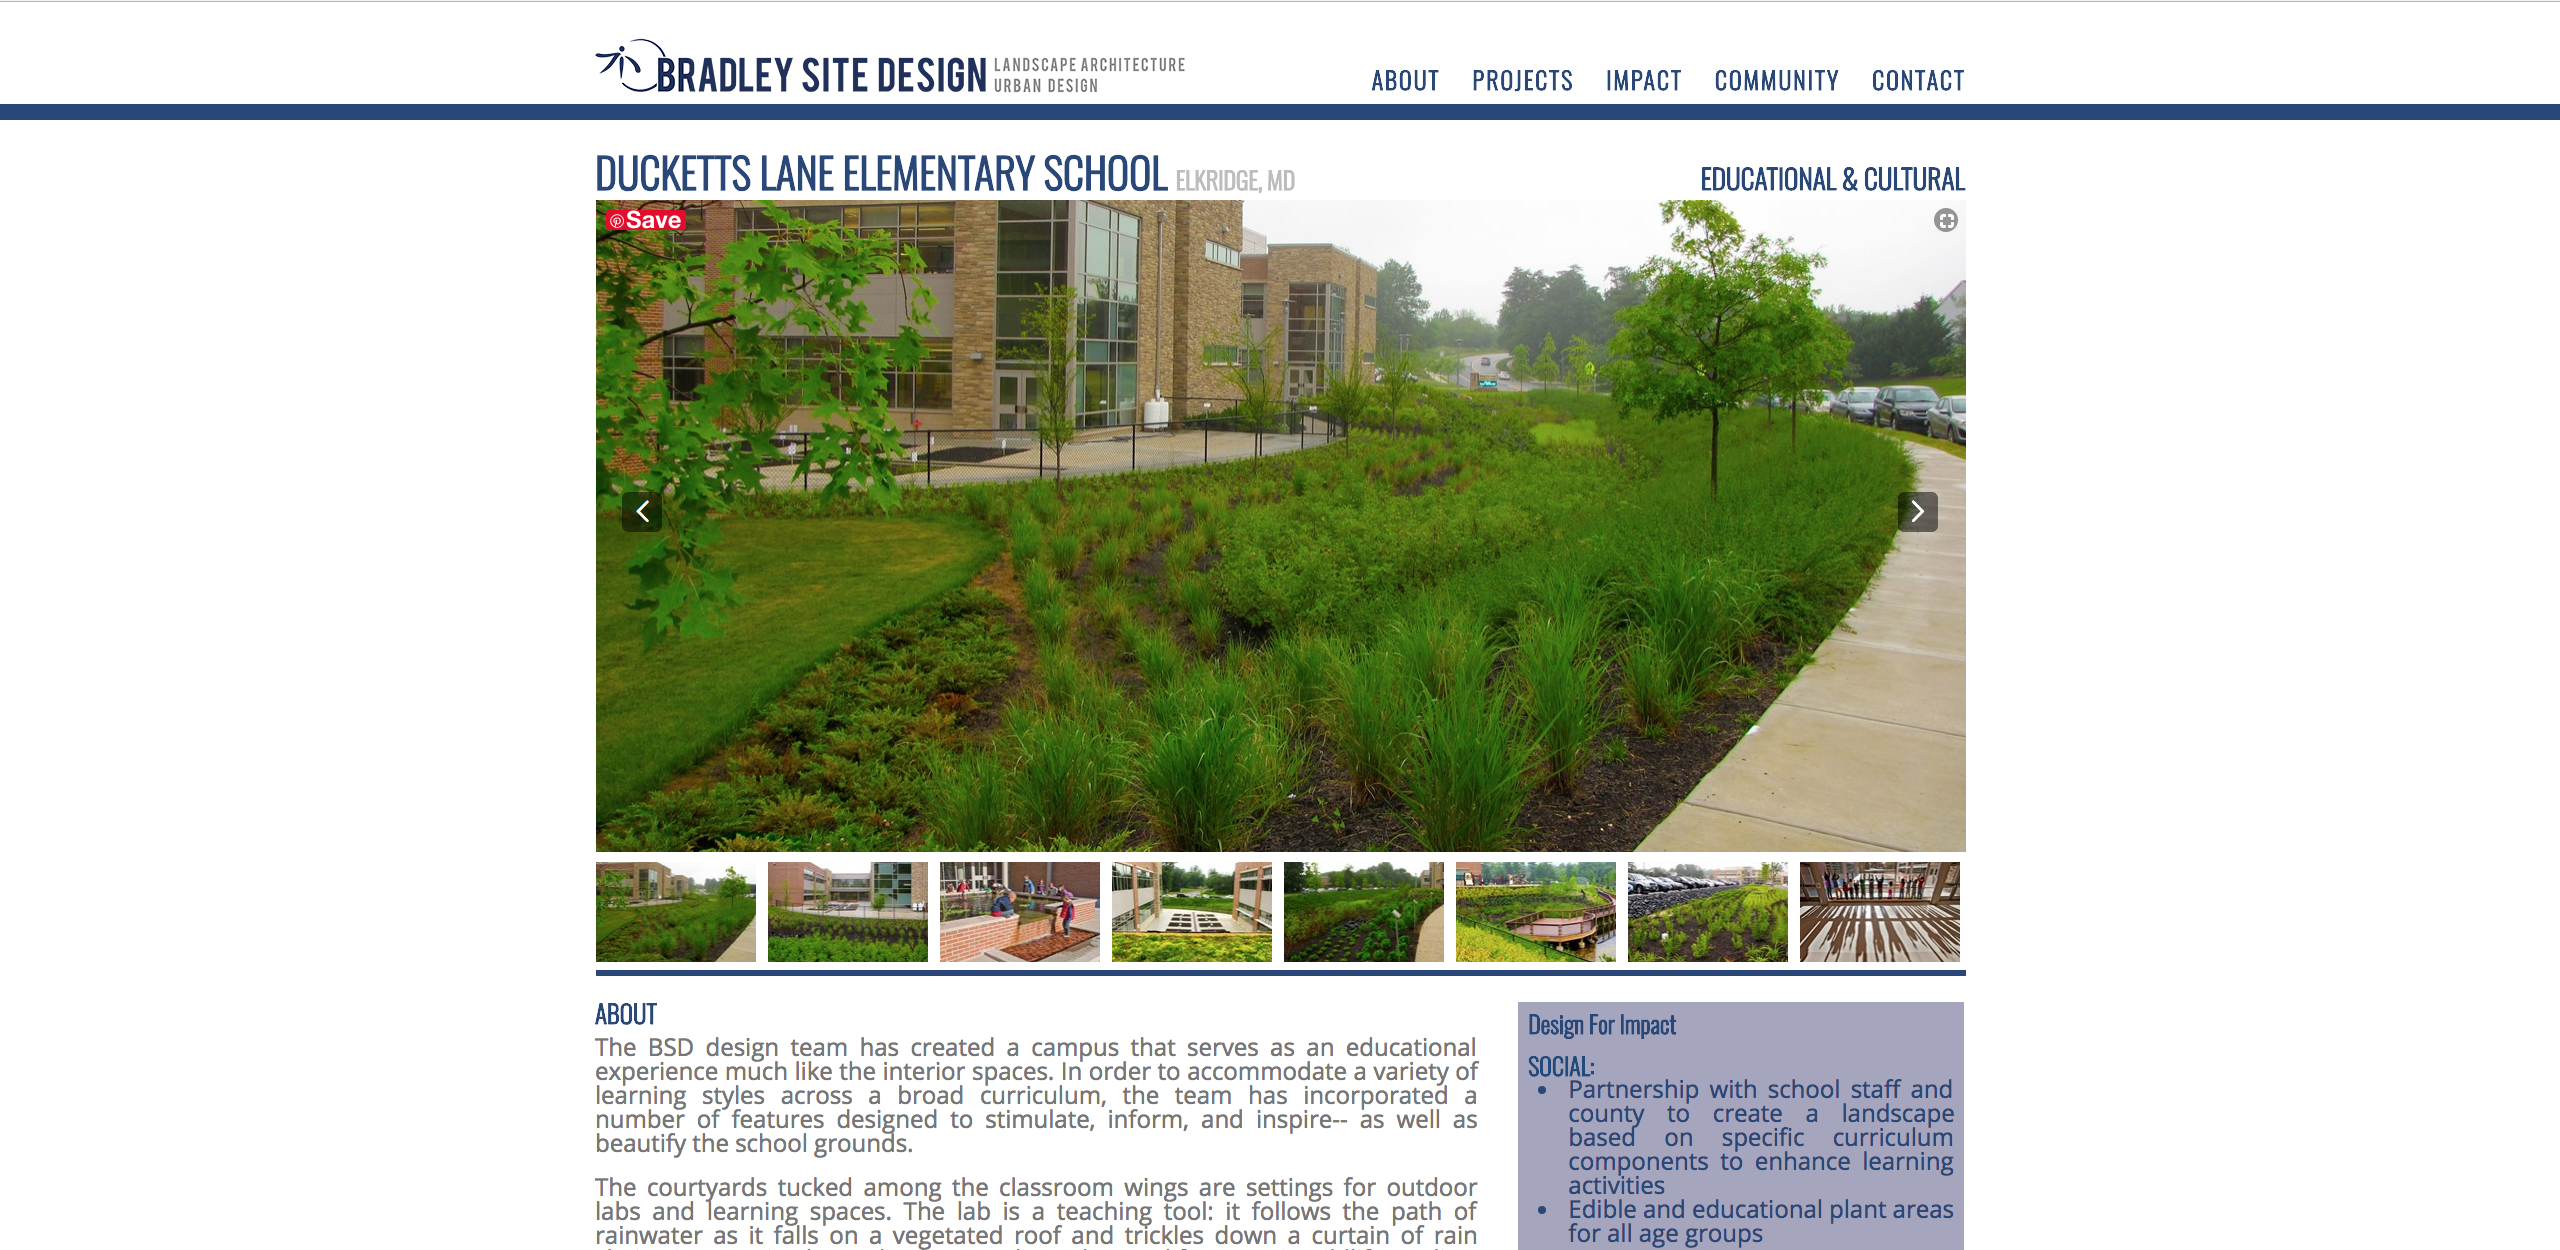 BRADLEY SITE DESIGN
LANDSCAPE ARCHITECTURE
URBAN DESIGN
ABOUT PROJECTS IMPACT COMMUNITY CONTACT
DUCKETTS LANE ELEMENTARY SCHOOL ELKRIDGE, MD
EDUCATIONAL & CULTURAL
Save
ABOUT
The BSD design team has created a campus that serves as an educational
experience much like the interior spaces. In order to accommodate a variety of
learning styles across a broad curriculum, the team has incorporated a
number of features designed to stimulate, inform, and inspire-- as well as
beautify the school grounds.
The courtyards tucked among the classroom wings are settings for outdoor
labs and learning spaces. The lab is a teaching tool: it follows the path of
rainwater as it falls on a vegetated roof and trickles down a curtain of rain
Design For Impact
SOCIAL:
• Partnership with school staff and
county to create a landscape
based on specific curriculum
components to enhance learning
activities
• Edible and educational plant areas
for all age groups